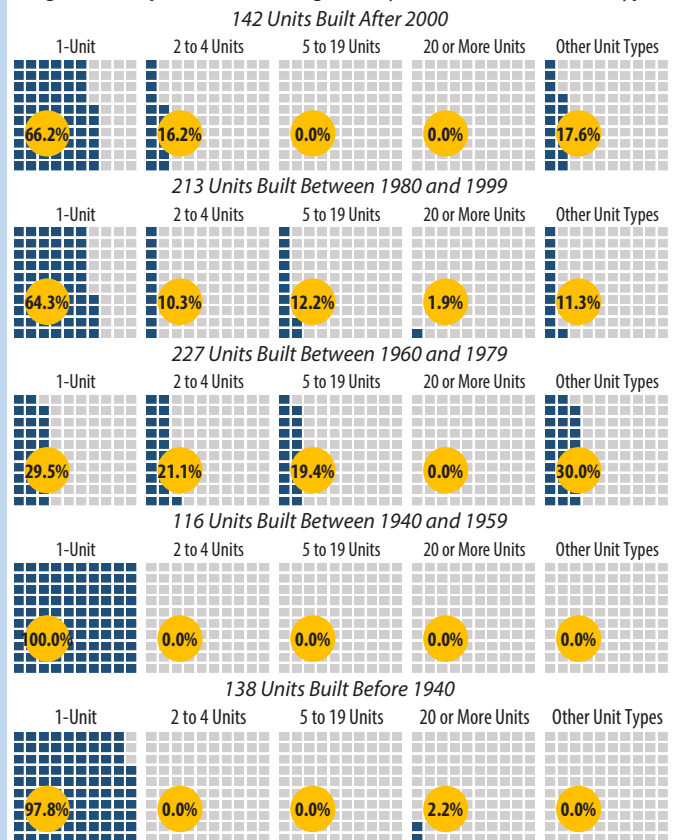 142 Units Built After 2000
1-Unit 2 to 4 Units 5 to 19 Units 20 or More Units Other Unit Types
66.2% 16.2% 0.0% 0.0% 17.6%
213 Units Built Between 1980 and 1999
1-Unit 2 to 4 Units 5 to 19 Units 20 or More Units Other Unit Types
64.3% 10.3% 12.2% 1.9% 11.3%
227 Units Built Between 1960 and 1979
1-Unit 2 to 4 Units 5 to 19 Units 20 or More Units Other Unit Types
29.5% 21.1% 19.4% 0.0% 30.0%
116 Units Built Between 1940 and 1959
1-Unit 2 to 4 Units 5 to 19 Units 20 or More Units Other Unit Types
100.0% 0.0% 0.0% 0.0% 0.0%
138 Units Built Before 1940
1-Unit 2 to 4 Units 5 to 19 Units 20 or More Units Other Unit Types
97.8% 0.0% 0.0% 2.2% 0.0%